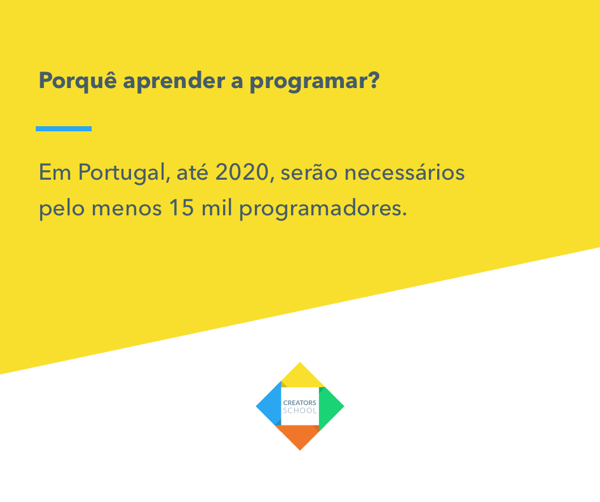 Porquê aprender a programar?
Em Portugal, até 2020, serão necessários
pelo menos 15 mil programadores.
CREATORS
SCHOOL